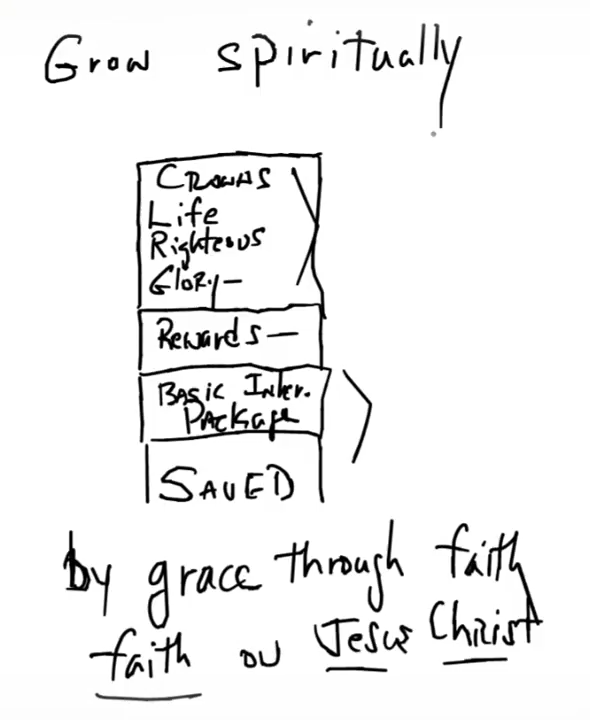 Grow spiritually
CROWNS
Life
Righteous
Glory-
Rewards-
BASIC Inher.
PACKage
SAVED
by grace through faith
faith on Jesus Christ